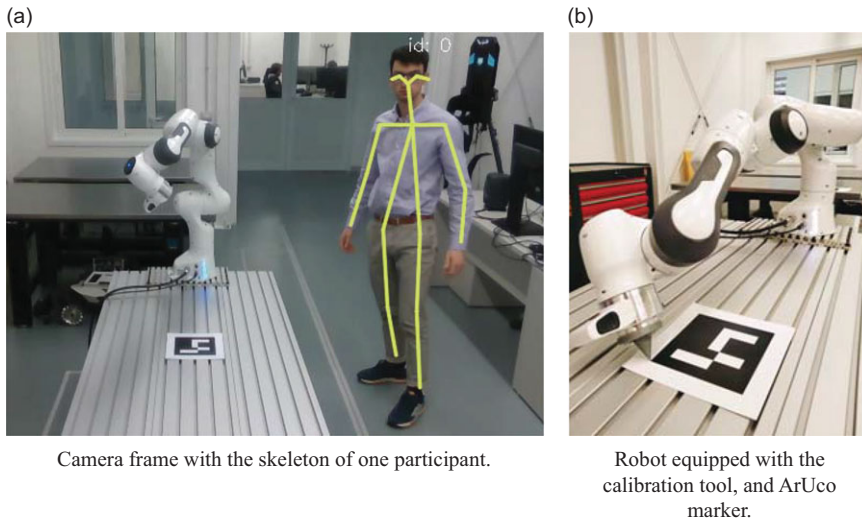 (a)
(b)
id: 0
Camera frame with the skeleton of one participant.
Robot equipped with the
calibration tool, and ArUco
marker.